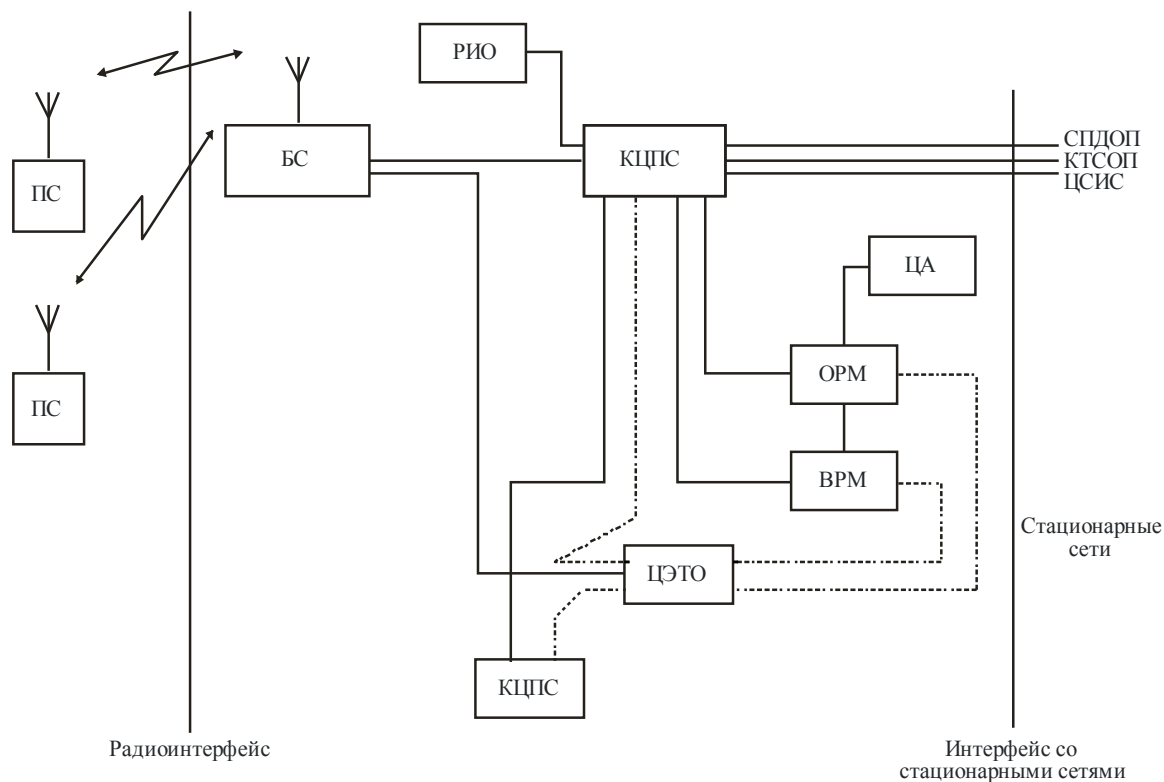 РИО
БС
КЦПС
СПДОП
КТСОП
ЦСИС
ПС
ЦА
ОРМ
ПС
ВРМ
Стационарные
сети
ЦЭТО
КЦПС
Радиоинтерфейс
Интерфейс со
стационарными сетями